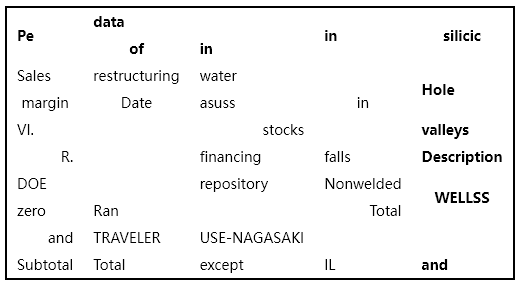 Pe data of in in silicic
Sales restructuring water Hole
margin Date asuss in
VI. stocks valleys
R. financing falls Description
DOE repository Nonwelded WELLSS
zero Ran Total
and TRAVELER USE-NAGASAKI
Subtotal Total except IL and